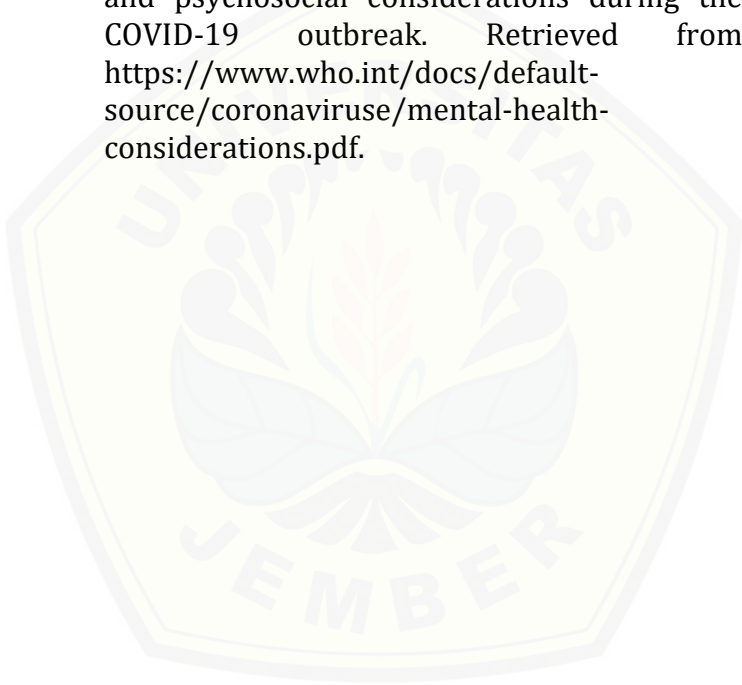 and psychosocial considerations during the
COVID-19 outbreak. Retrieved from
https://www.who.int/docs/default-
source/coronaviruse/mental-health-
considerations.pdf.
UNIVERSITAS
JEMBER